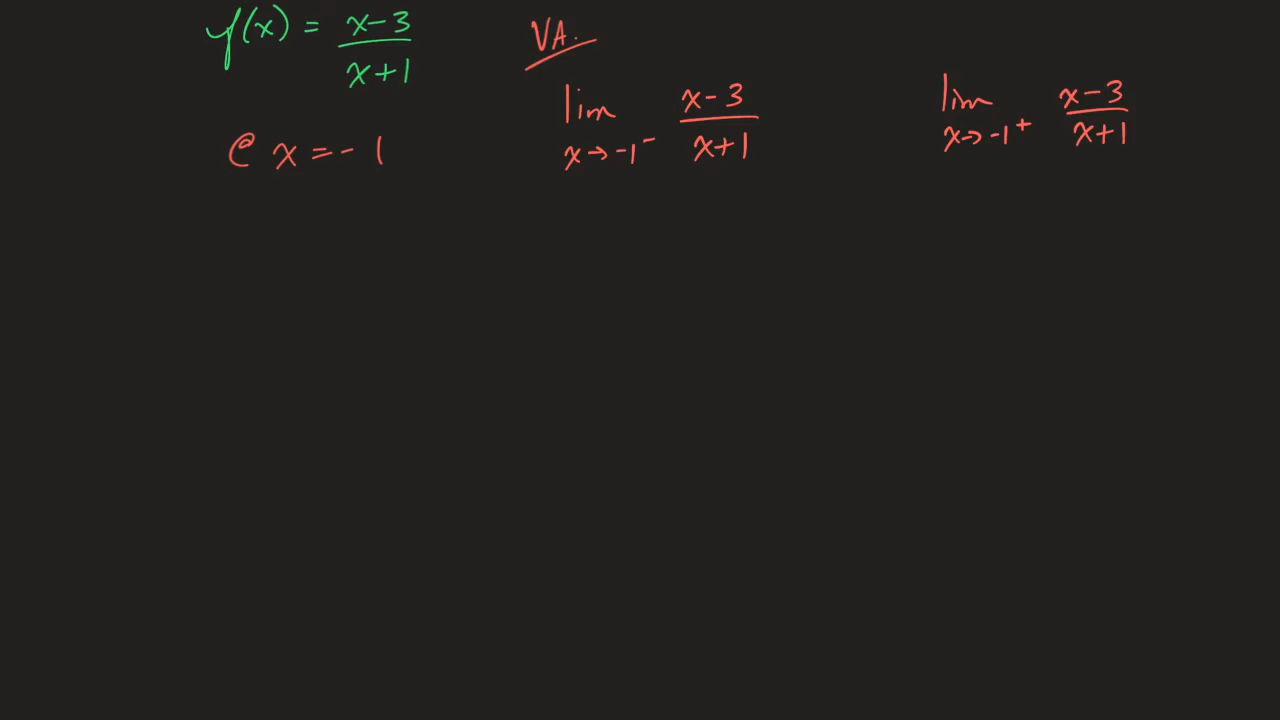 f(x) = (x-3)/(x+1)
VA.
@ x = -1
lim x→-1⁻ (x-3)/(x+1)
lim x→-1⁺ (x-3)/(x+1)